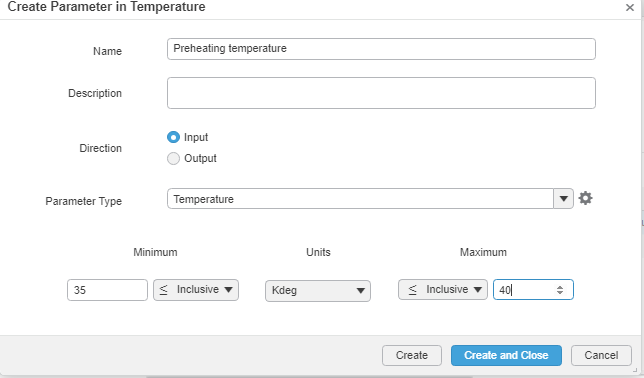 Create Parameter in Temperature
Name
Preheating temperature
Description
Direction
Input
Output
Parameter Type
Temperature
Minimum Units Maximum
35 ≤ Inclusive Kdeg ≤ Inclusive 40
Create Create and Close Cancel